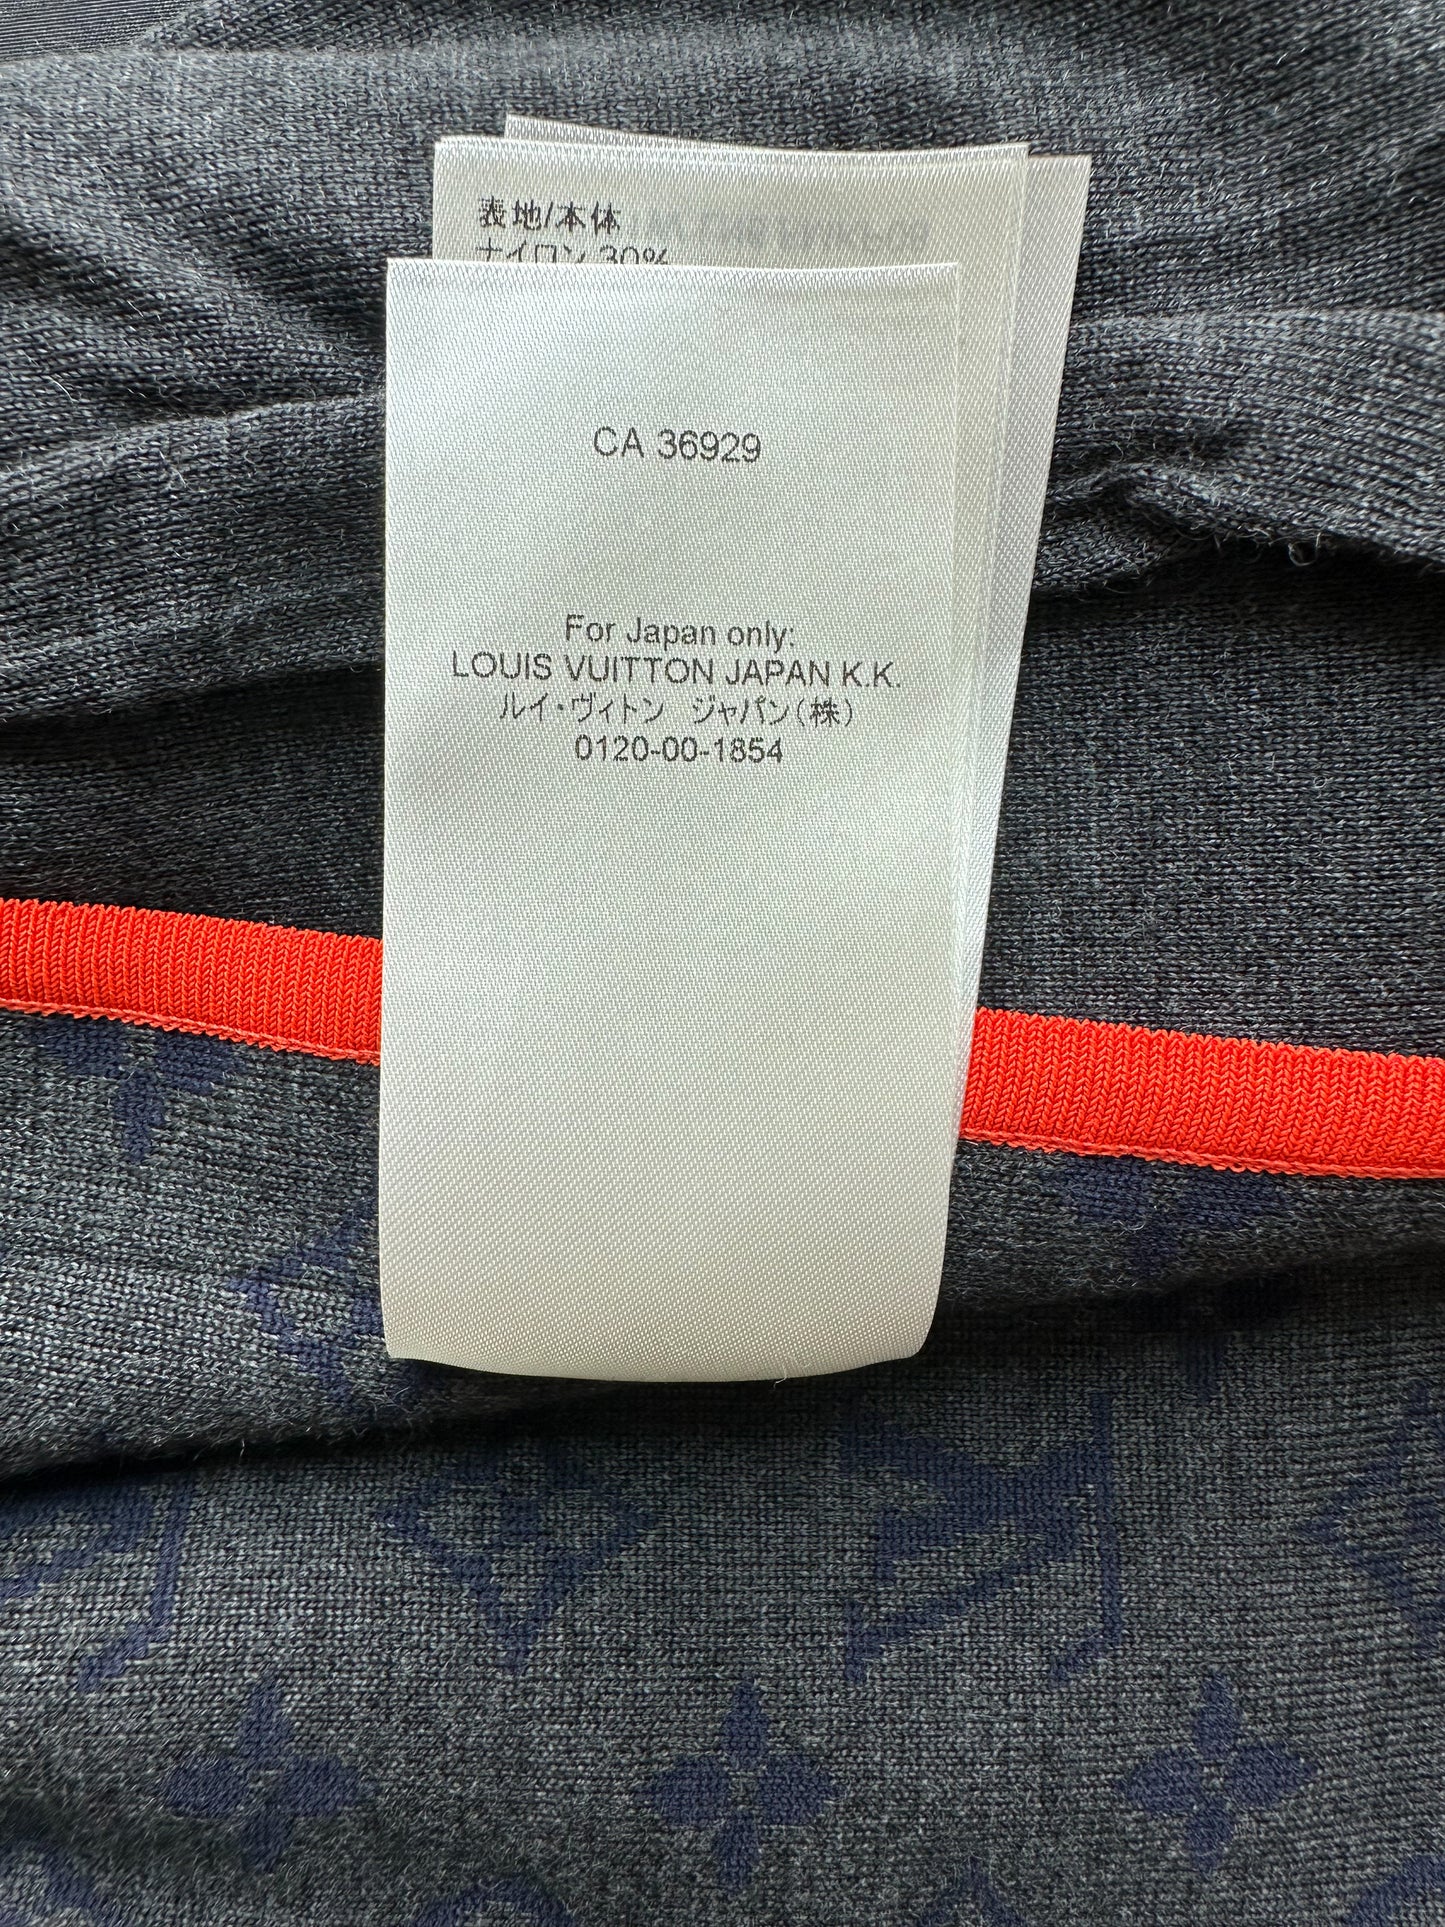 表地/本体
ナイロン 30%
CA 36929
For Japan only:
LOUIS VUITTON JAPAN K.K.
ルイ・ヴィトン ジャパン(株)
0120-00-1854